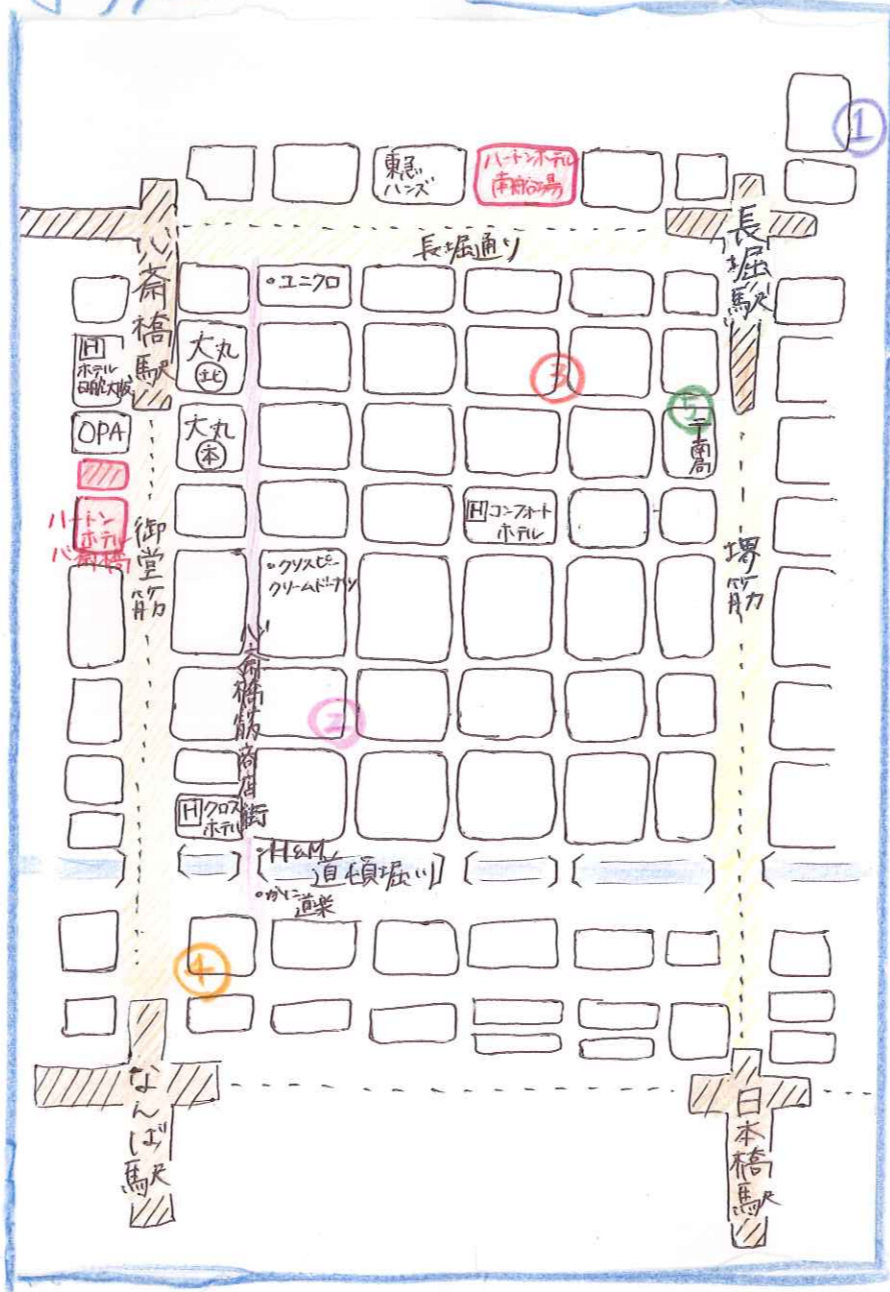 ①
東急
ハンズ
ハートンホテル
南船場
心斎橋駅
長堀通り
長堀駅
・ユニクロ
H
ホテル
日航大阪
大丸
北
③
OPA
大丸
本
⑤
〒南局
ハートン
ホテル
心斎橋
御堂筋
H コンフォート
ホテル
堺筋
・クリスピー
クリームドーナツ
心斎橋筋商店街
②
H クロス
ホテル
・H&M
道頓堀川
・かに
道楽
④
なんば駅
日本橋駅